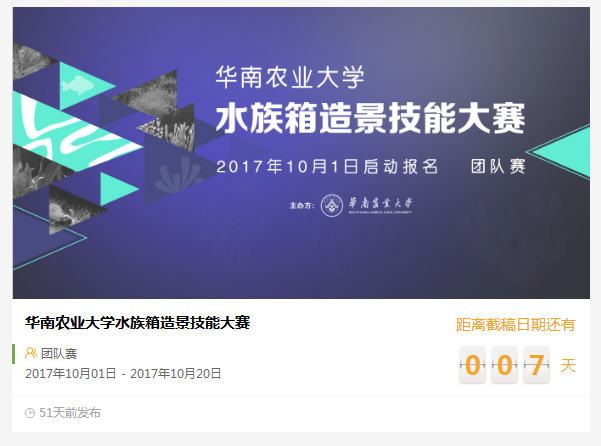 华南农业大学
水族箱造景技能大赛
2017年10月1日启动报名 团队赛
主办方: 华南农业大学
SOUTH CHINA AGRICULTURAL UNIVERSITY
华南农业大学水族箱造景技能大赛
距离截稿日期还有
团队赛
007天
2017年10月01日 - 2017年10月20日
51天前发布